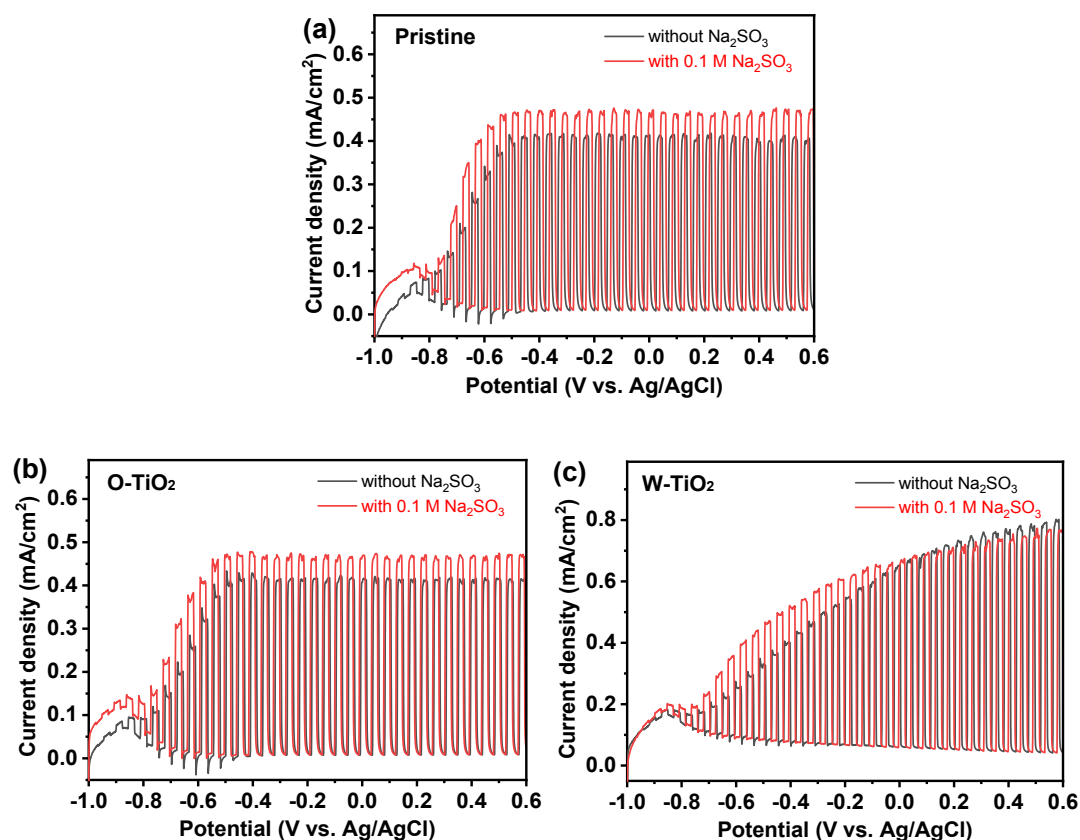 (a)
Pristine
without Na₂SO₃
with 0.1 M Na₂SO₃
Current density (mA/cm²)
0.6
0.5
0.4
0.3
0.2
0.1
0.0
-1.0 -0.8 -0.6 -0.4 -0.2 0.0 0.2 0.4 0.6
Potential (V vs. Ag/AgCl)
(b)
O-TiO₂
without Na₂SO₃
with 0.1 M Na₂SO₃
Current density (mA/cm²)
0.6
0.5
0.4
0.3
0.2
0.1
0.0
-1.0 -0.8 -0.6 -0.4 -0.2 0.0 0.2 0.4 0.6
Potential (V vs. Ag/AgCl)
(c)
W-TiO₂
without Na₂SO₃
with 0.1 M Na₂SO₃
Current density (mA/cm²)
0.8
0.6
0.4
0.2
0.0
-1.0 -0.8 -0.6 -0.4 -0.2 0.0 0.2 0.4 0.6
Potential (V vs. Ag/AgCl)